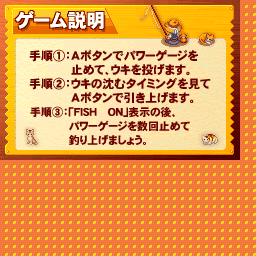 ゲーム説明
手順①：Aボタンでパワーゲージを
止めて、ウキを投げます。
手順②：ウキの沈むタイミングを見て
Aボタンで引き上げます。
手順③：「FISH ON」表示の後、
パワーゲージを数回止めて
釣り上げましょう。